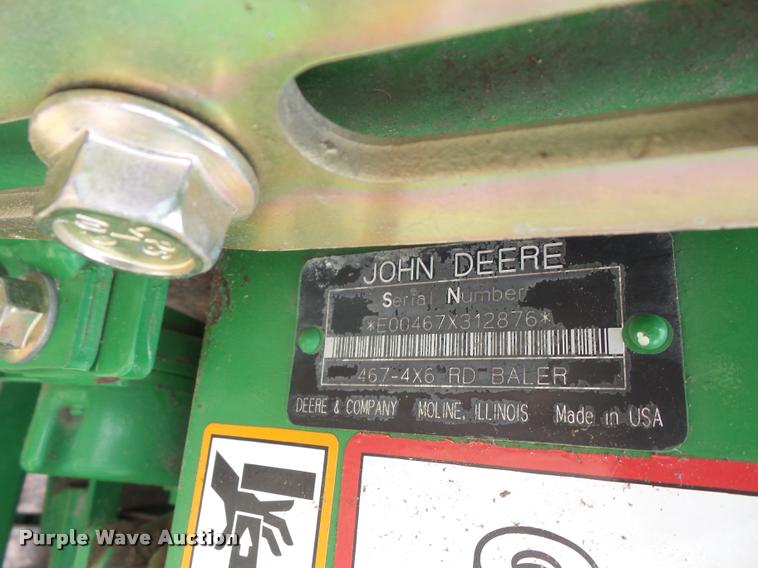 JOHN DEERE
Serial Number
*E00467X312876*
467-4X6 RD BALER
DEERE & COMPANY MOLINE, ILLINOIS Made in USA
Purple Wave Auction